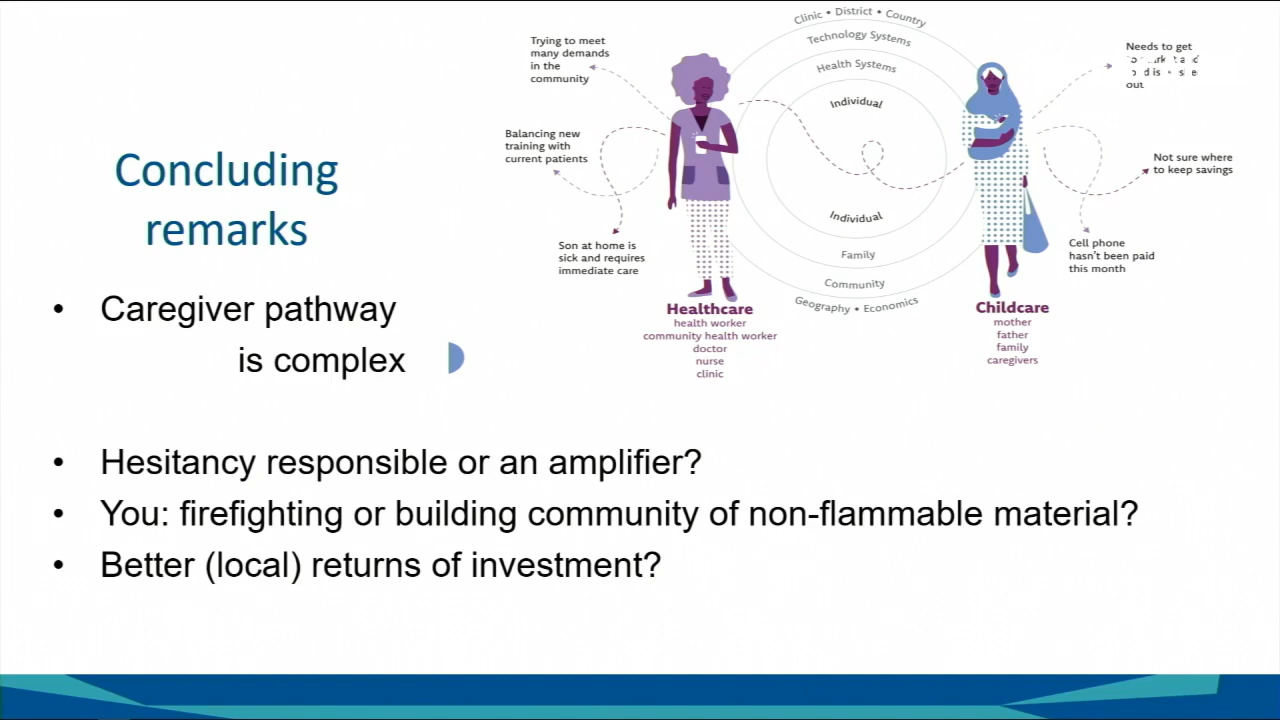 Concluding
remarks
• Caregiver pathway
is complex
• Hesitancy responsible or an amplifier?
• You: firefighting or building community of non-flammable material?
• Better (local) returns of investment?
Trying to meet
many demands
in the
community
Balancing new
training with
current patients
Son at home is
sick and requires
immediate care
Healthcare
health worker
community health worker
doctor
nurse
clinic
Clinic • District • Country
Technology Systems
Health Systems
Individual
Individual
Family
Community
Geography • Economics
Needs to get
out
Not sure where
to keep savings
Cell phone
hasn't been paid
this month
Childcare
mother
father
family
caregivers